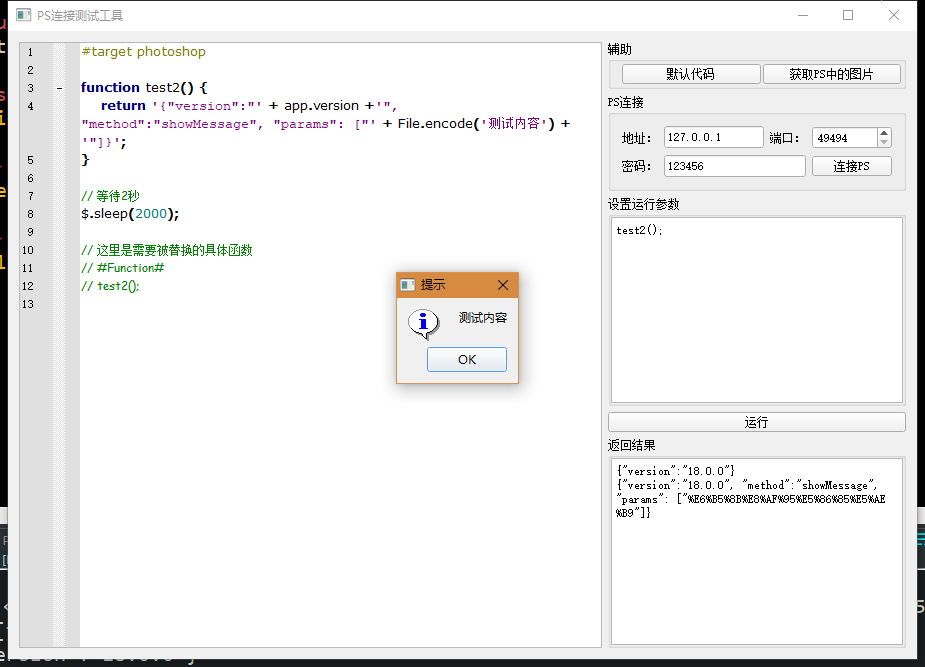 PS连接测试工具
1 #target photoshop
2
3 function test2() {
4 return '{"version":"' + app.version +'",
"method":"showMessage", "params": ["' + File.encode('测试内容') +
'"]}';
5 }
6
7 // 等待2秒
8 $.sleep(2000);
9
10 // 这里是需要被替换的具体函数
11 // #Function#
12 // test2();
13
提示
测试内容
OK
辅助
默认代码 获取PS中的图片
PS连接
地址: 127.0.0.1 端口: 49494
密码: 123456 连接PS
设置运行参数
test2();
运行
返回结果
{"version":"18.0.0"}
{"version":"18.0.0", "method":"showMessage",
"params": ["%E6%B5%8B%E8%AF%95%E5%86%85%E5%AE
%B9"]}